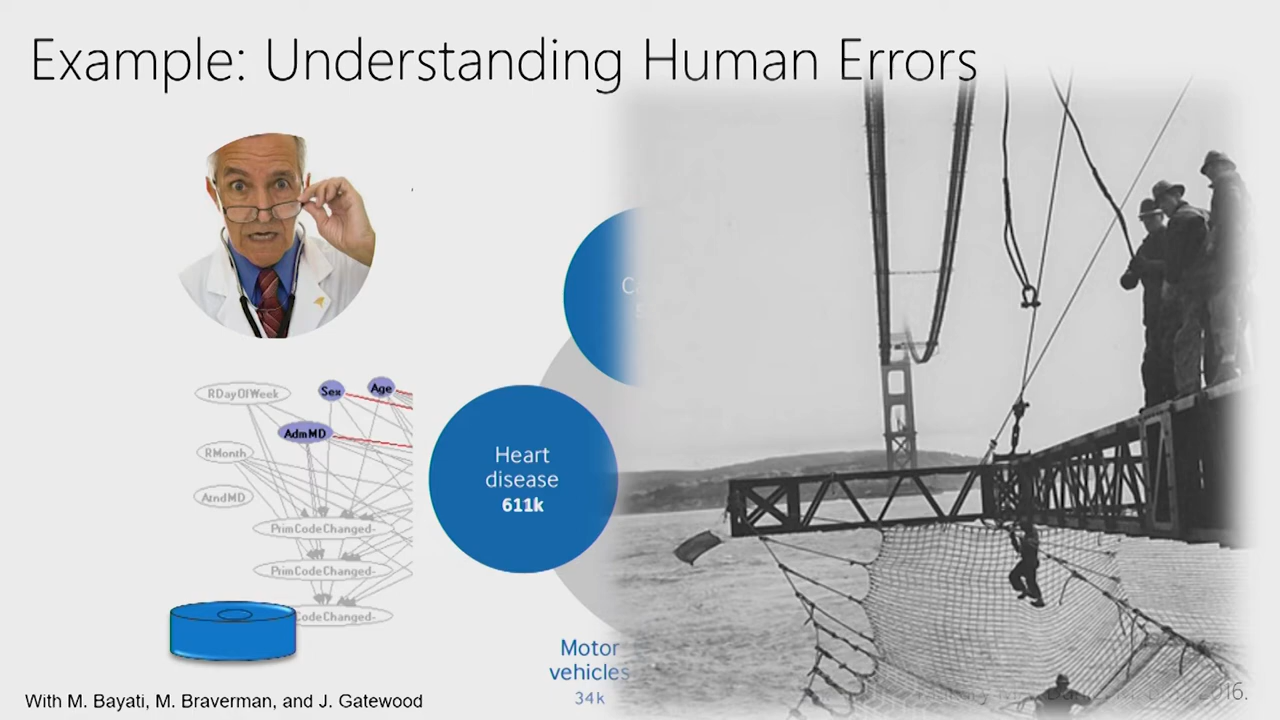 Example: Understanding Human Errors
RDayOfWeek
Sex
Age
AdmMD
RMonth
AtndMD
PrimCodeChanged-
PrimCodeChanged-
CodeChanged-
Heart
disease
611k
Motor
vehicles
34k
With M. Bayati, M. Braverman, and J. Gatewood